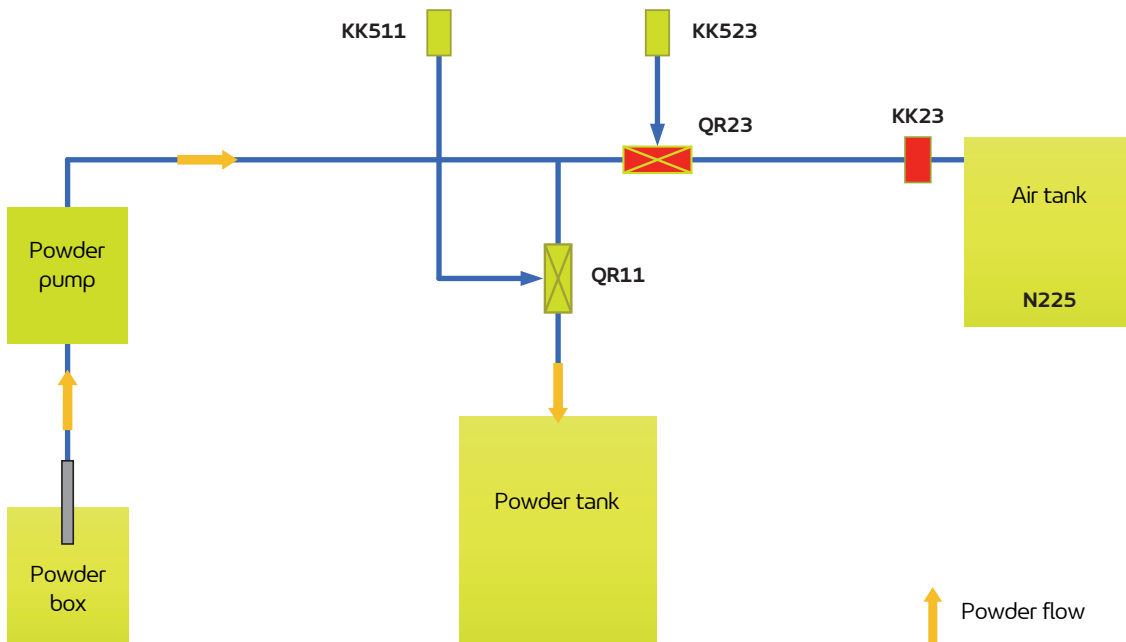 KK511
KK523
QR23
KK23
Air tank
N225
Powder
pump
QR11
Powder tank
Powder
box
Powder flow